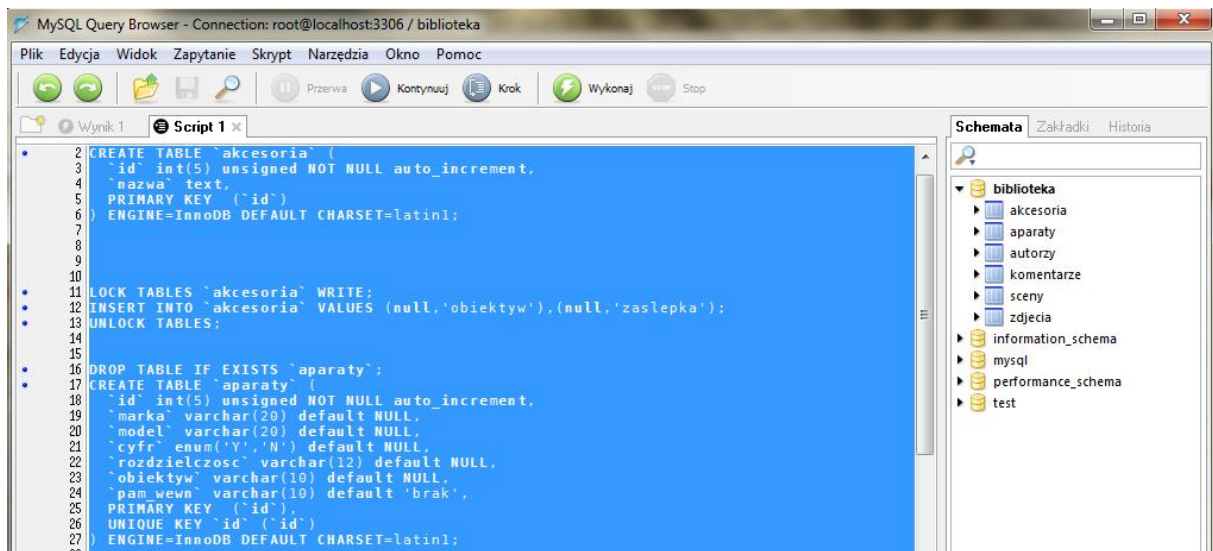 MySQL Query Browser - Connection: root@localhost:3306 / biblioteka
Plik Edycja Widok Zapytanie Skrypt Narzędzia Okno Pomoc
Przerwa Kontynuuj Krok Wykonaj Stop
Wynik 1 Script 1
2 CREATE TABLE `akcesoria` (
3 `id` int(5) unsigned NOT NULL auto_increment,
4 `nazwa` text,
5 PRIMARY KEY (`id`)
6 ) ENGINE=InnoDB DEFAULT CHARSET=latin1;
7
8
9
10
11 LOCK TABLES `akcesoria` WRITE;
12 INSERT INTO `akcesoria` VALUES (null,'obiektyw'),(null,'zaslepka');
13 UNLOCK TABLES;
14
15
16 DROP TABLE IF EXISTS `aparaty`;
17 CREATE TABLE `aparaty` (
18 `id` int(5) unsigned NOT NULL auto_increment,
19 `marka` varchar(20) default NULL,
20 `model` varchar(20) default NULL,
21 `cyfr` enum('Y','N') default NULL,
22 `rozdzielczosc` varchar(12) default NULL,
23 `obiektyw` varchar(10) default NULL,
24 `pam_wewn` varchar(10) default 'brak',
25 PRIMARY KEY (`id`),
26 UNIQUE KEY `id` (`id`)
27 ) ENGINE=InnoDB DEFAULT CHARSET=latin1;
Schemata Zakładki Historia
biblioteka
akcesoria
aparaty
autorzy
komentarze
sceny
zdjecia
information_schema
mysql
performance_schema
test